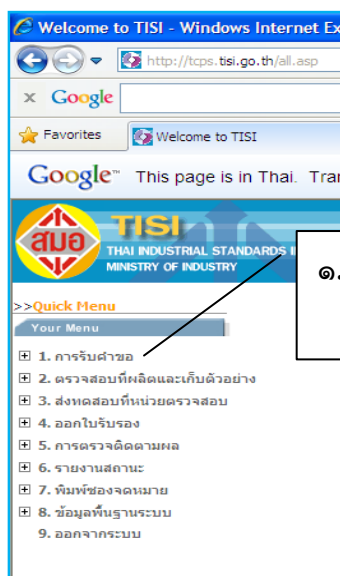 Welcome to TISI - Windows Internet Ex
http://tcps.tisi.go.th/all.asp
x Google
Favorites
Welcome to TISI
Google™ This page is in Thai. Tran
สมอ
TISI
THAI INDUSTRIAL STANDARDS I
MINISTRY OF INDUSTRY
๑.
>>Quick Menu
Your Menu
1. การรับคำขอ
2. ตรวจสอบที่ผลิตและเก็บตัวอย่าง
3. ส่งทดสอบที่หน่วยตรวจสอบ
4. ออกใบรับรอง
5. การตรวจติดตามผล
6. รายงานสถานะ
7. พิมพ์ซองจดหมาย
8. ข้อมูลพื้นฐานระบบ
9. ออกจากระบบ